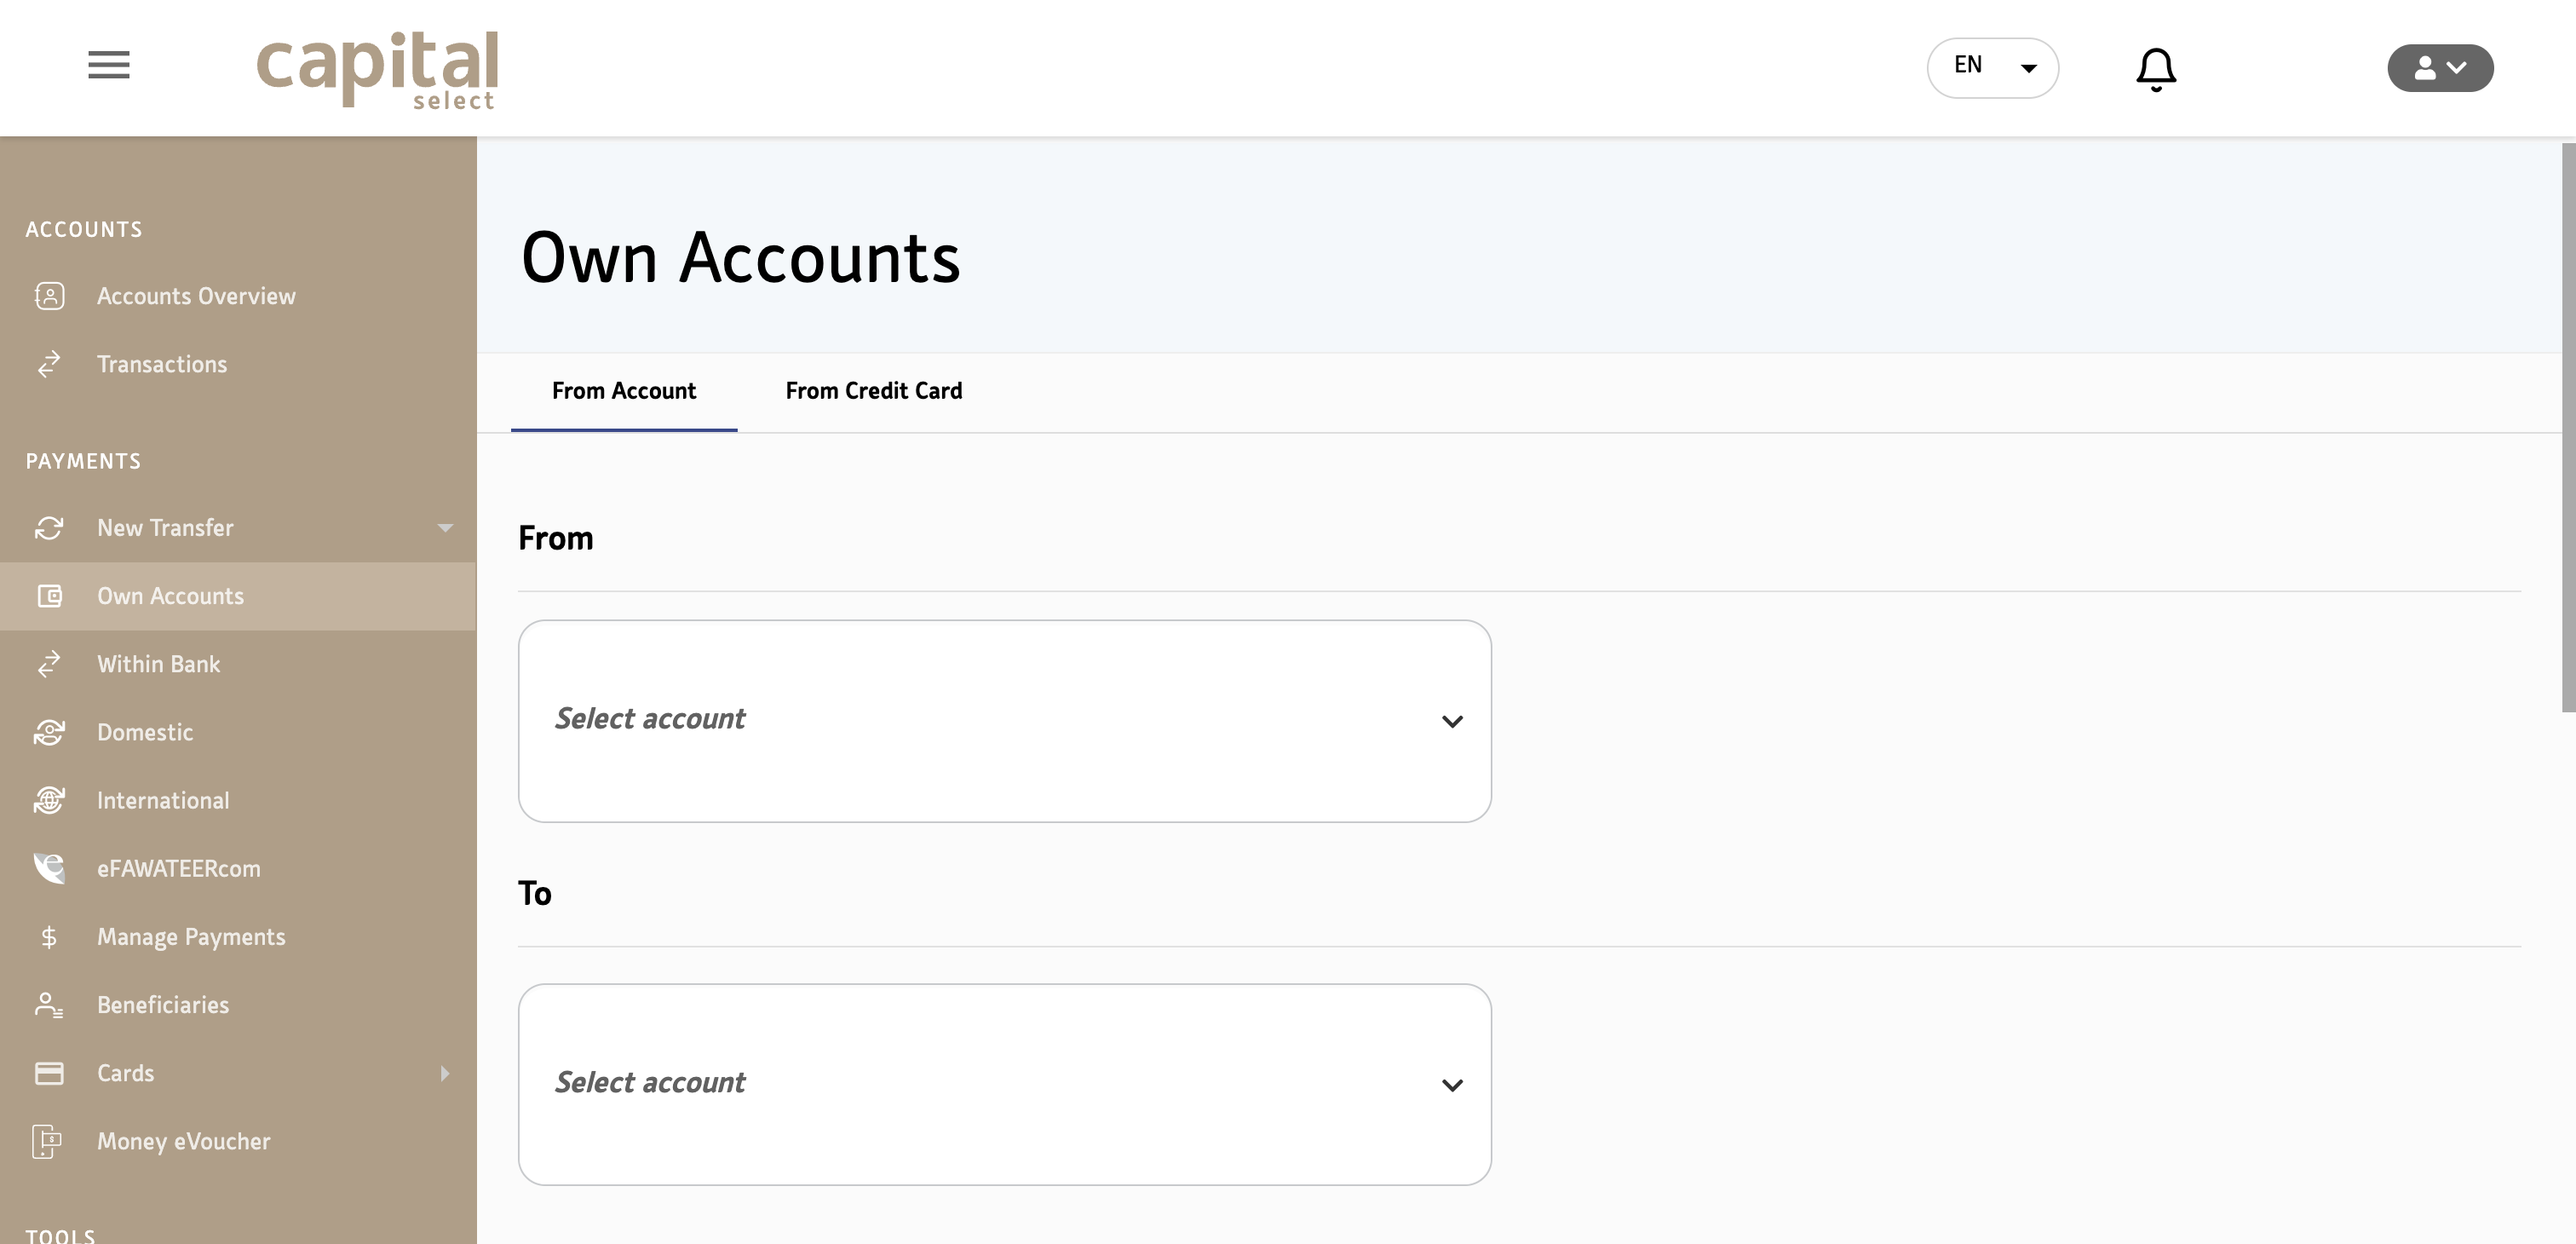 capital
select
EN
ACCOUNTS
Accounts Overview
Transactions
PAYMENTS
New Transfer
Own Accounts
Within Bank
Domestic
International
eFAWATEERcom
Manage Payments
Beneficiaries
Cards
Money eVoucher
TOOLS
Own Accounts
From Account
From Credit Card
From
Select account
To
Select account